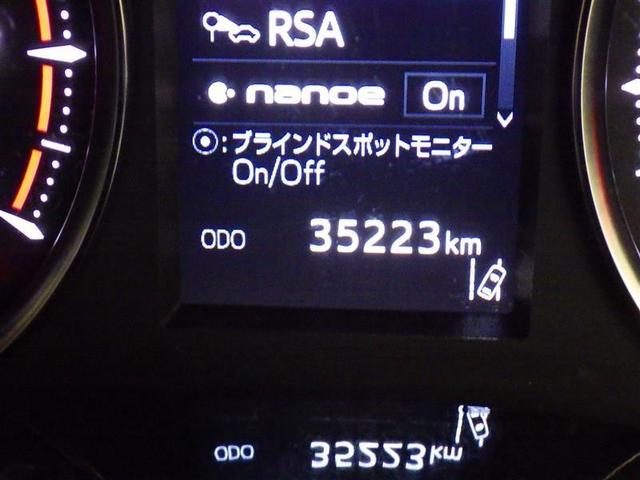 RSA
nanoe On
◉:ブラインドスポットモニター
On/Off
ODO 35223km
ODO 35223km